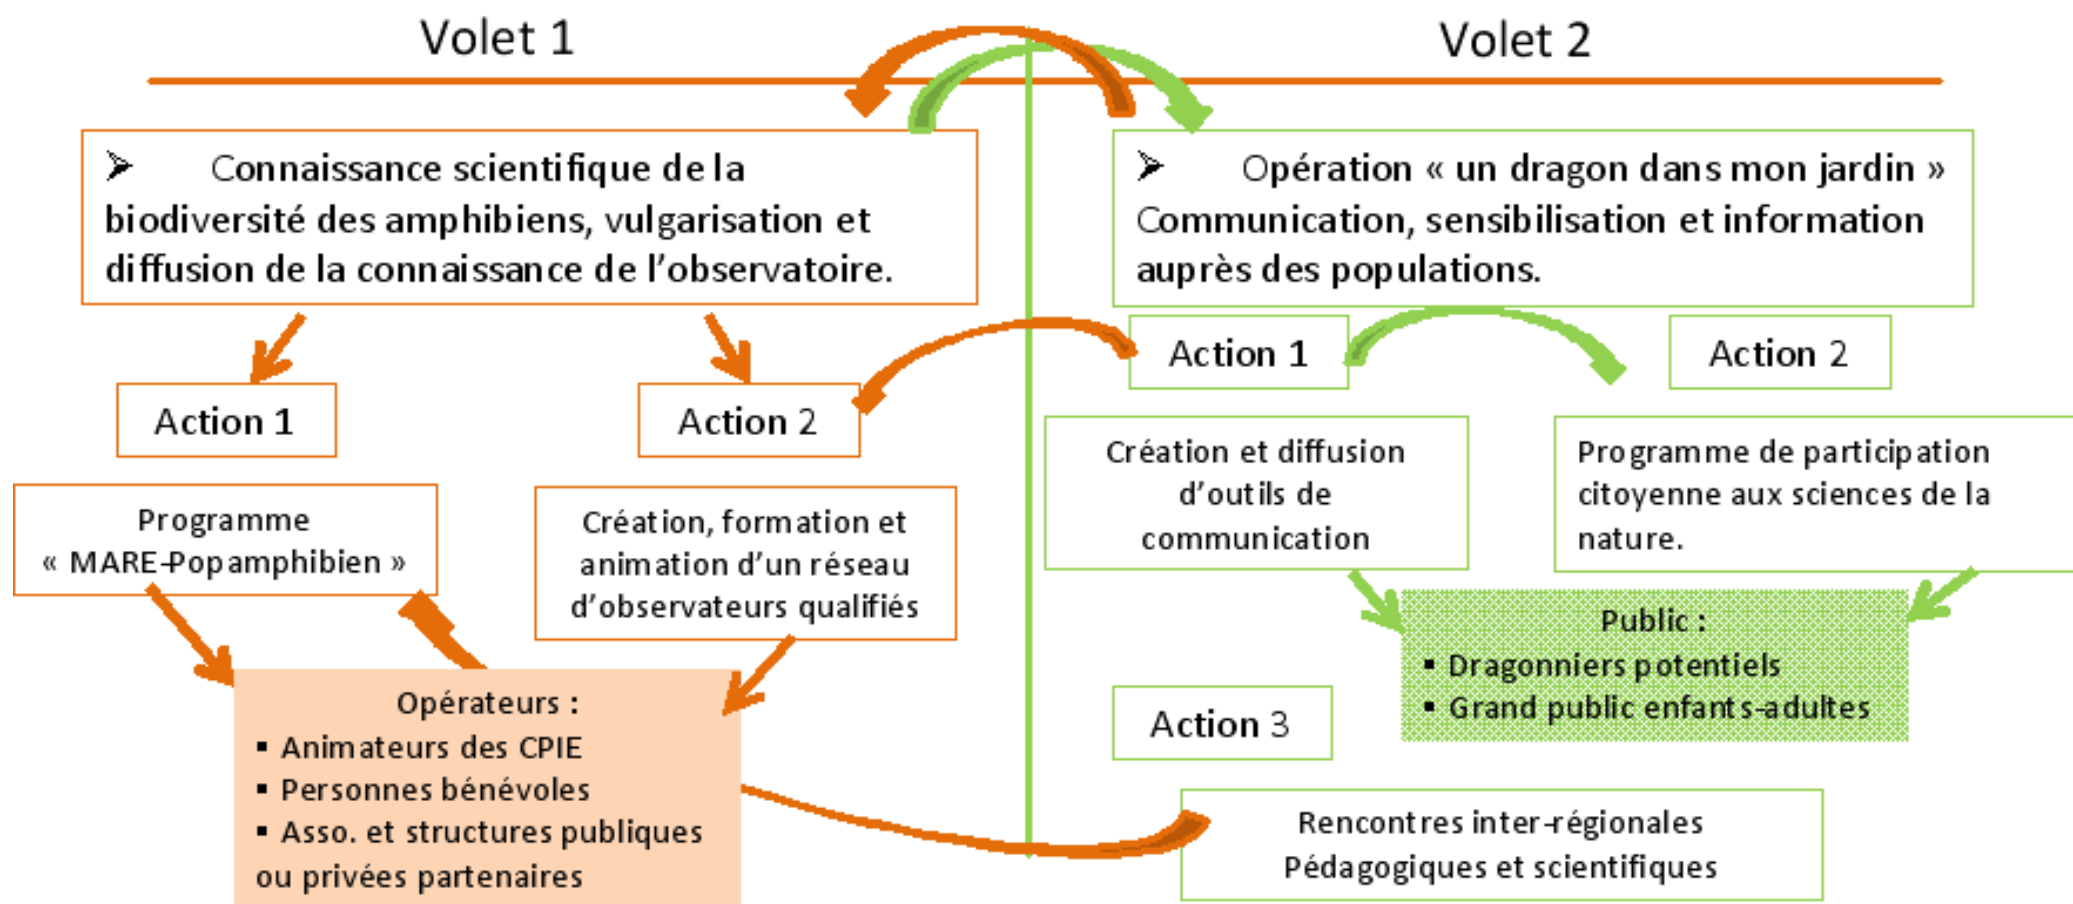 Volet 1
Volet 2
➢ Connaissance scientifique de la
biodiversité des amphibiens, vulgarisation et
diffusion de la connaissance de l’observatoire.
➢ Opération « un dragon dans mon jardin »
Communication, sensibilisation et information
auprès des populations.
Action 1
Action 2
Action 1
Action 2
Programme
« MARE-Popamphibien »
Création, formation et
animation d’un réseau
d’observateurs qualifiés
Création et diffusion
d’outils de
communication
Programme de participation
citoyenne aux sciences de la
nature.
Opérateurs :
▪ Animateurs des CPIE
▪ Personnes bénévoles
▪ Asso. et structures publiques
ou privées partenaires
Public :
▪ Dragonniers potentiels
▪ Grand public enfants-adultes
Action 3
Rencontres inter-régionales
Pédagogiques et scientifiques